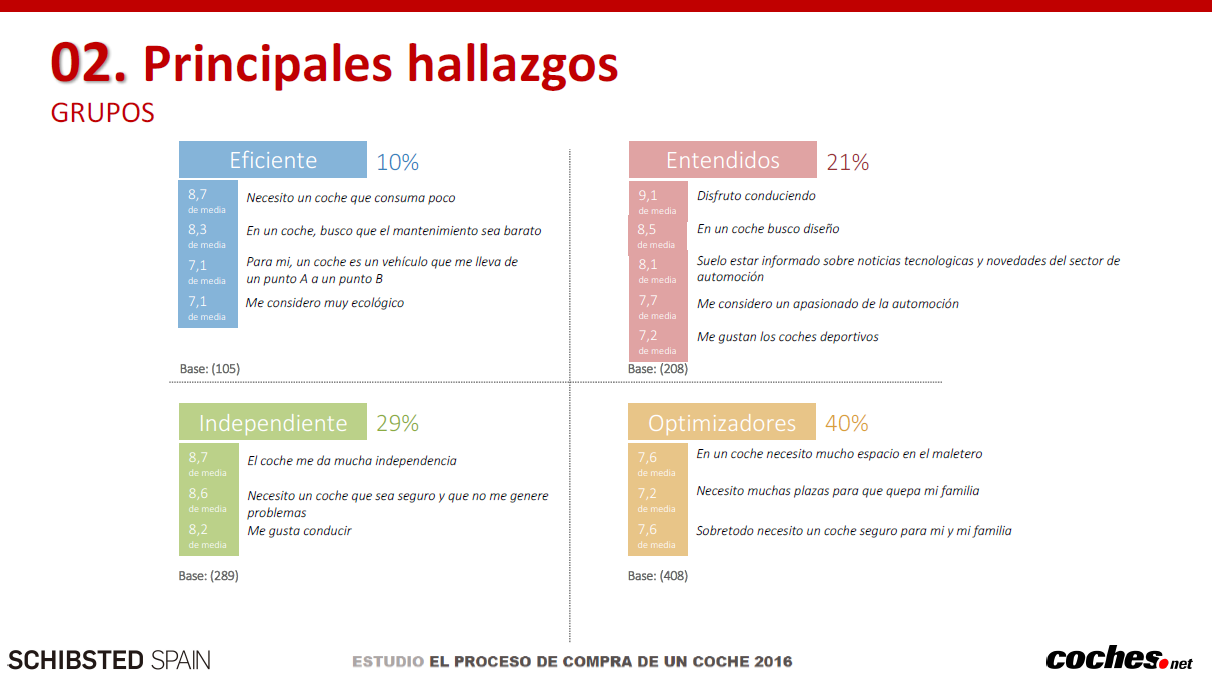 02. Principales hallazgos
GRUPOS
Eficiente 10%
8,7 Necesito un coche que consuma poco
de media
8,3 En un coche, busco que el mantenimiento sea barato
de media
7,1 Para mi, un coche es un vehículo que me lleva de
de media un punto A a un punto B
7,1 Me considero muy ecológico
de media
Base: (105)
Entendidos 21%
9,1 Disfruto conduciendo
de media
8,5 En un coche busco diseño
de media
8,1 Suelo estar informado sobre noticias tecnologicas y novedades del sector de
de media automoción
7,7 Me considero un apasionado de la automoción
de media
7,2 Me gustan los coches deportivos
de media
Base: (208)
Independiente 29%
8,7 El coche me da mucha independencia
de media
8,6 Necesito un coche que sea seguro y que no me genere
de media problemas
8,2 Me gusta conducir
de media
Base: (289)
Optimizadores 40%
7,6 En un coche necesito mucho espacio en el maletero
de media
7,2 Necesito muchas plazas para que quepa mi familia
de media
7,6 Sobretodo necesito un coche seguro para mi y mi familia
de media
Base: (408)
SCHIBSTED SPAIN
ESTUDIO EL PROCESO DE COMPRA DE UN COCHE 2016
coches.net